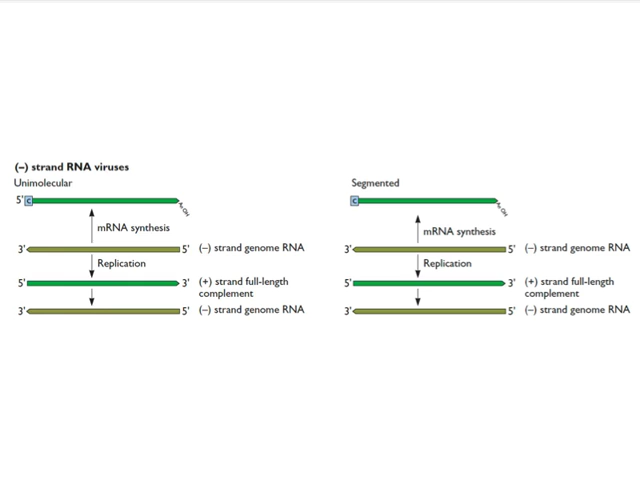 (–) strand RNA viruses
Unimolecular
5' C AnOH
mRNA synthesis
3' 5' (–) strand genome RNA
Replication
5' 3' (+) strand full-length
complement
3' 5' (–) strand genome RNA
Segmented
C AnOH
mRNA synthesis
3' 5' (–) strand genome RNA
Replication
5' 3' (+) strand full-length
complement
3' 5' (–) strand genome RNA